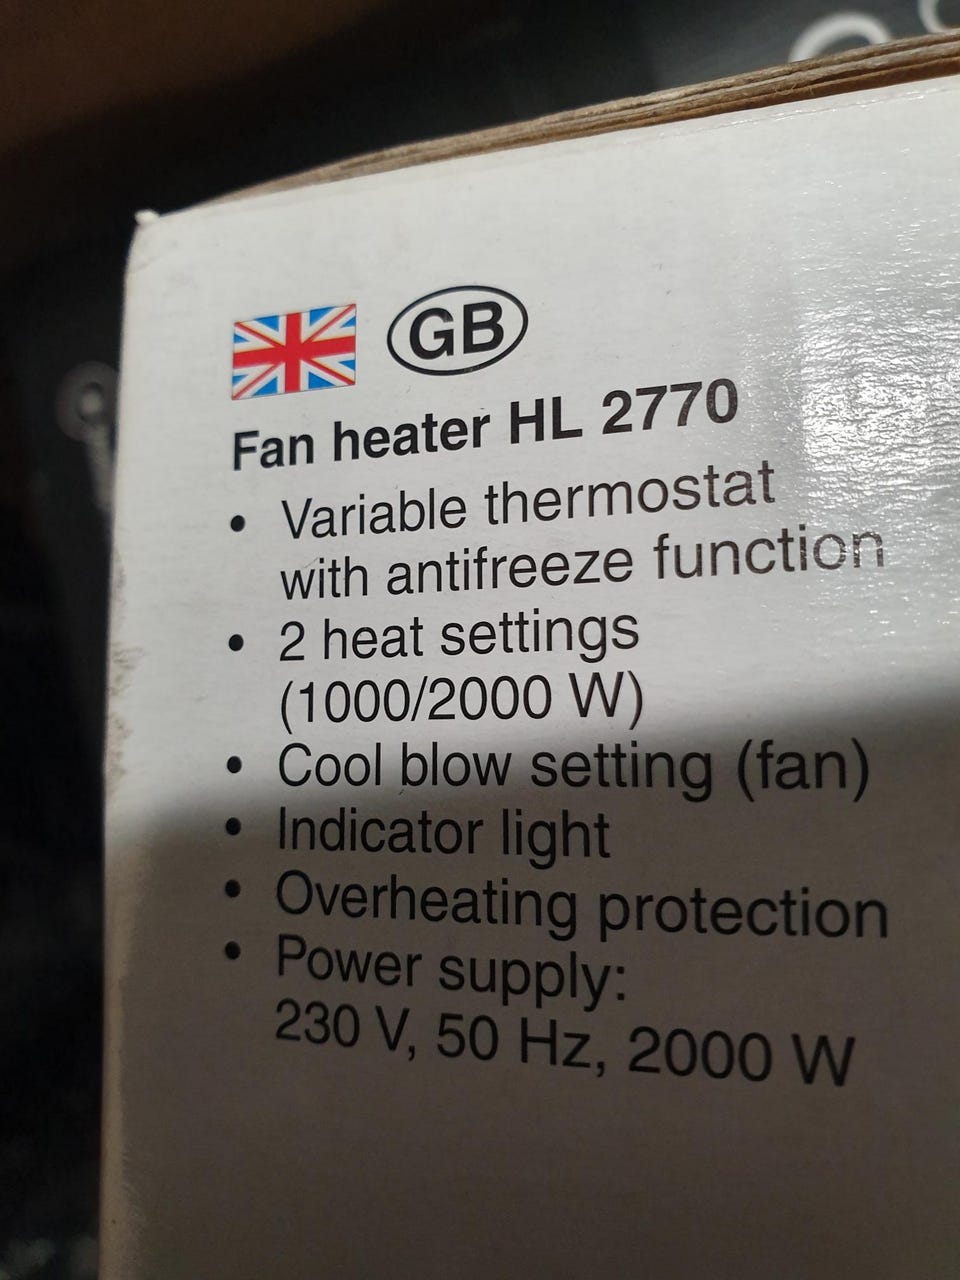 GB
Fan heater HL 2770
• Variable thermostat
with antifreeze function
• 2 heat settings
(1000/2000 W)
• Cool blow setting (fan)
• Indicator light
• Overheating protection
• Power supply:
230 V, 50 Hz, 2000 W